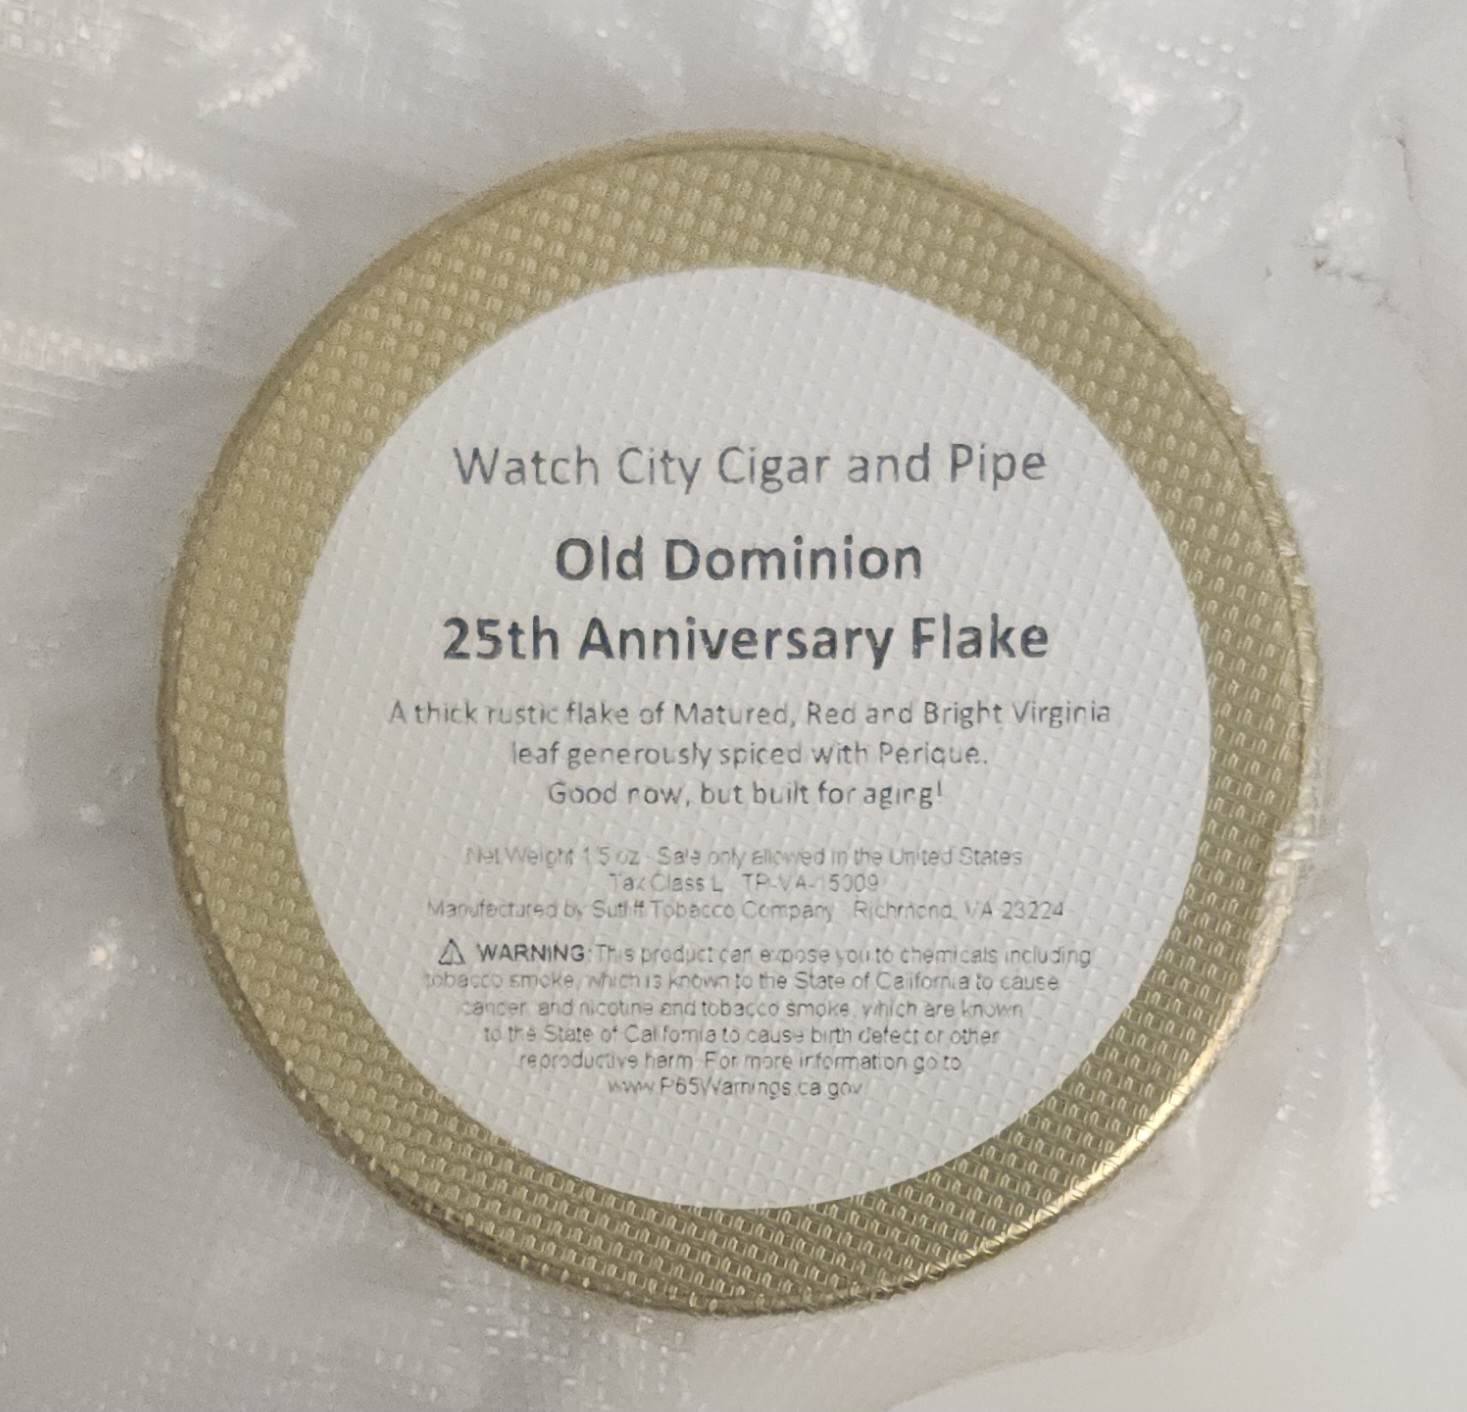 Watch City Cigar and Pipe
Old Dominion
25th Anniversary Flake
A thick rustic flake of Matured, Red and Bright Virginia
leaf generously spiced with Perique.
Good now, but built for aging!
Net Weight 1.5 oz - Sale only allowed in the United States
Tax Class L TP-VA-15009
Manufactured by Sutliff Tobacco Company Richmond, VA 23224
⚠ WARNING: This product can expose you to chemicals including
tobacco smoke, which is known to the State of California to cause
cancer, and nicotine and tobacco smoke, which are known
to the State of California to cause birth defect or other
reproductive harm. For more information go to
www.P65Warnings.ca.gov